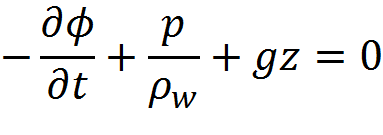 −∂ϕ/∂t + p/ρ_w + gz = 0